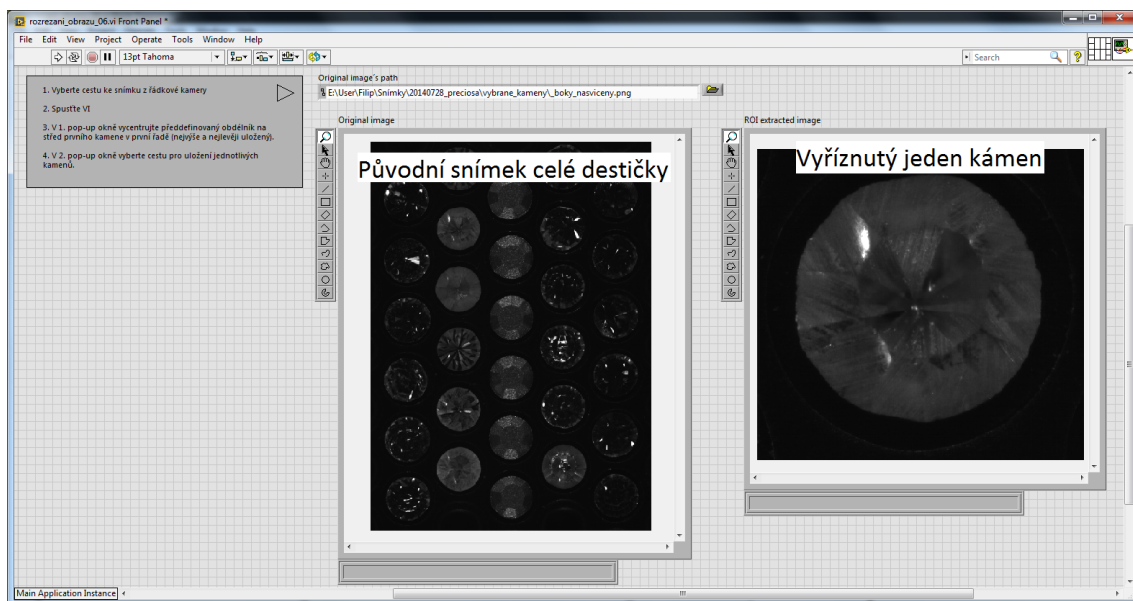 rozrezani_obrazu_06.vi Front Panel *
File Edit View Project Operate Tools Window Help
13pt Tahoma
Search
1. Vyberte cestu ke snímku z řádkové kamery
2. Spusťte VI
3. V 1. pop-up okně vycentrujte předdefinovaný obdélník na
střed prvního kamene v první řadě (nejvýše a nejlevěji uložený).
4. V 2. pop-up okně vyberte cestu pro uložení jednotlivých
kamenů.
Original image's path
E:\User\Filip\Snímky\20140728_preciosa\vybrane_kameny\_boky_nasviceny.png
Original image
Původní snímek celé destičky
ROI extracted image
Vyříznutý jeden kámen
Main Application Instance